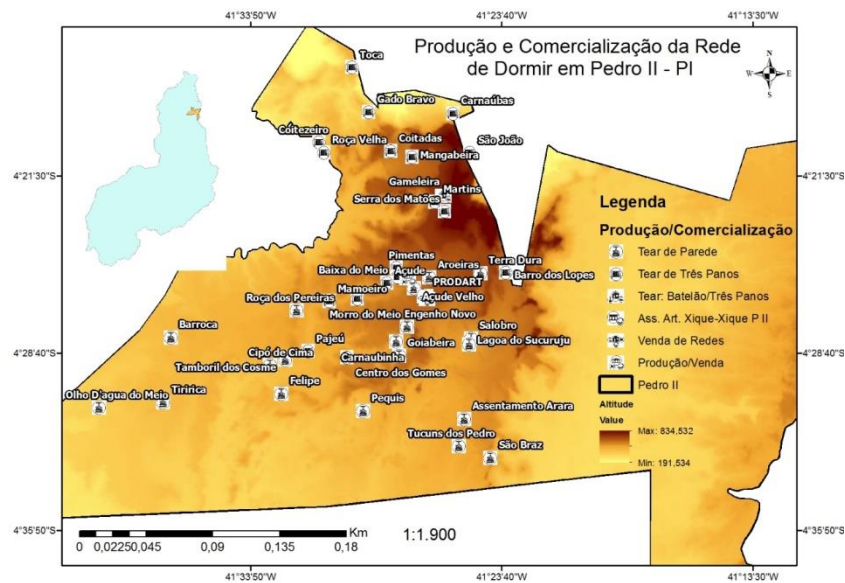 41°33'50"S
41°23'40"S
41°13'30"S
Produção e Comercialização da Rede
de Dormir em Pedro II - PI
N
W
E
S
Toca
Gado Bravo
Carnaúbas
Coitezeiro
Roça Velha
Coitadas
São João
Mangabeira
4°21'30"S
4°21'30"S
Gameleira
Martins
Serra dos Matões
Legenda
Produção/Comercialização
Tear de Parede
Tear de Três Panos
Tear: Batelão/Três Panos
Ass. Art. Xique-Xique P II
Venda de Redes
Produção/Venda
Pedro II
Altitude
Value
Max: 834,532
Min: 191,534
Pimentas
Terra Dura
Baixa do Meio
Açude
Aroeiras
Barro dos Lopes
PRODART
Mamoeiro
Açude Velho
Roça dos Pereiras
Morro do Meio
Engenho Novo
Barroca
Salobro
Pajeú
Goiabeira
Lagoa do Sucuruju
4°28'40"S
4°28'40"S
Cipó de Cima
Carnaubinha
Tamboril dos Cosme
Centro dos Gomes
Olho D'agua do Meio
Tiririca
Felipe
Pequis
Assentamento Arara
Tucuns dos Pedro
São Braz
4°35'50"S
4°35'50"S
Km
0 0,02250,045 0,09 0,135 0,18
1:1.900
41°33'50"S
41°23'40"S
41°13'30"S